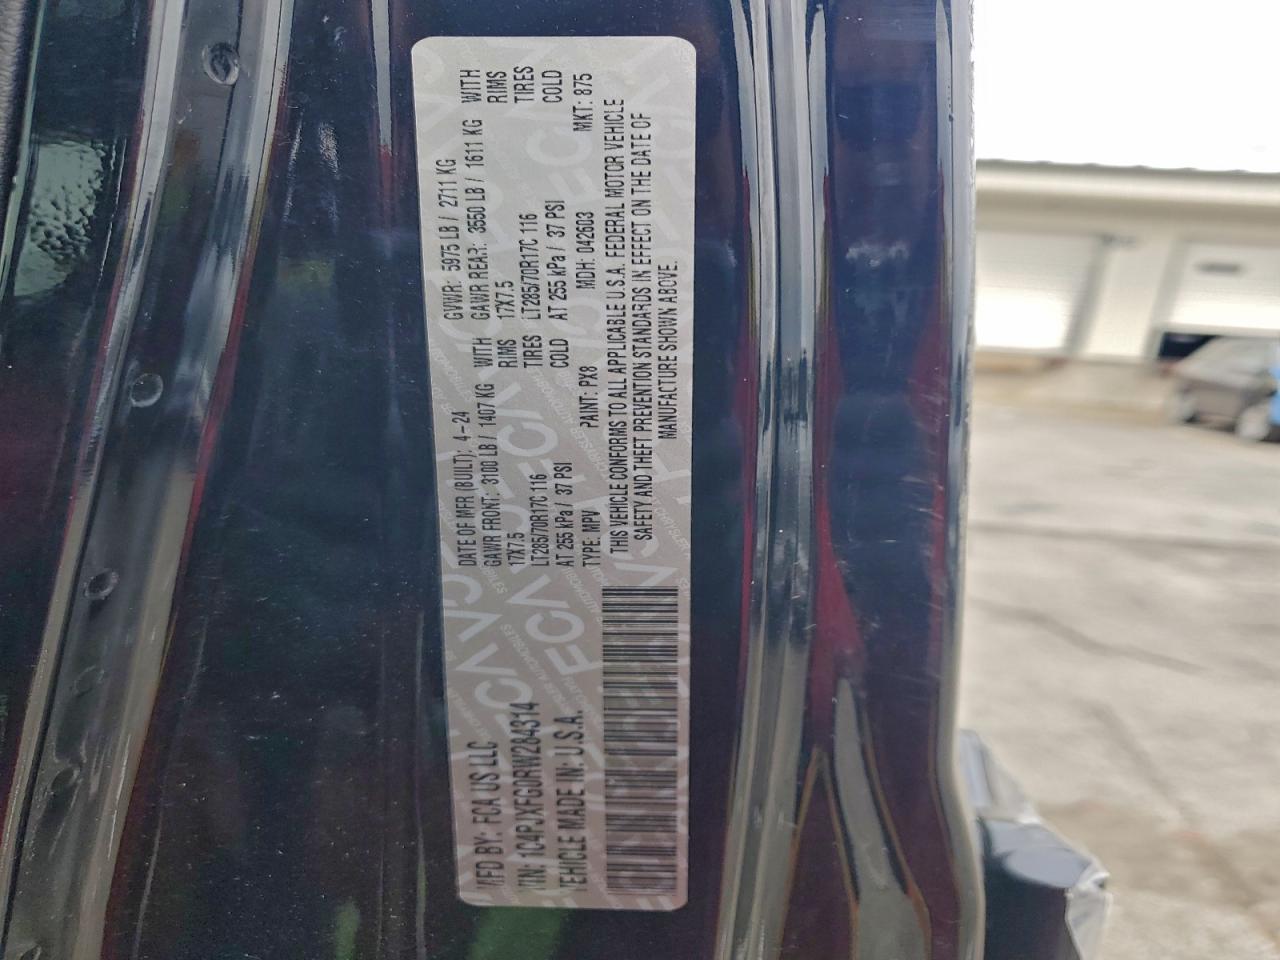 MFD BY: FCA US LLC
DATE OF MFR (BUILT): 4-24
GVWR: 5975 LB / 2711 KG
VIN: 1C4PJXFG0RW284314
GAWR FRONT: 3100 LB / 1407 KG WITH
GAWR REAR: 3550 LB / 1611 KG WITH
VEHICLE MADE IN: U.S.A.
17X7.5 RIMS
17X7.5 RIMS
LT285/70R17C 116 TIRES
LT285/70R17C 116 TIRES
AT 255 kPa / 37 PSI COLD
AT 255 kPa / 37 PSI COLD
TYPE: MPV PAINT: PX8 MDH: 042603 MKT: 875
THIS VEHICLE CONFORMS TO ALL APPLICABLE U.S.A. FEDERAL MOTOR VEHICLE
SAFETY AND THEFT PREVENTION STANDARDS IN EFFECT ON THE DATE OF
MANUFACTURE SHOWN ABOVE.